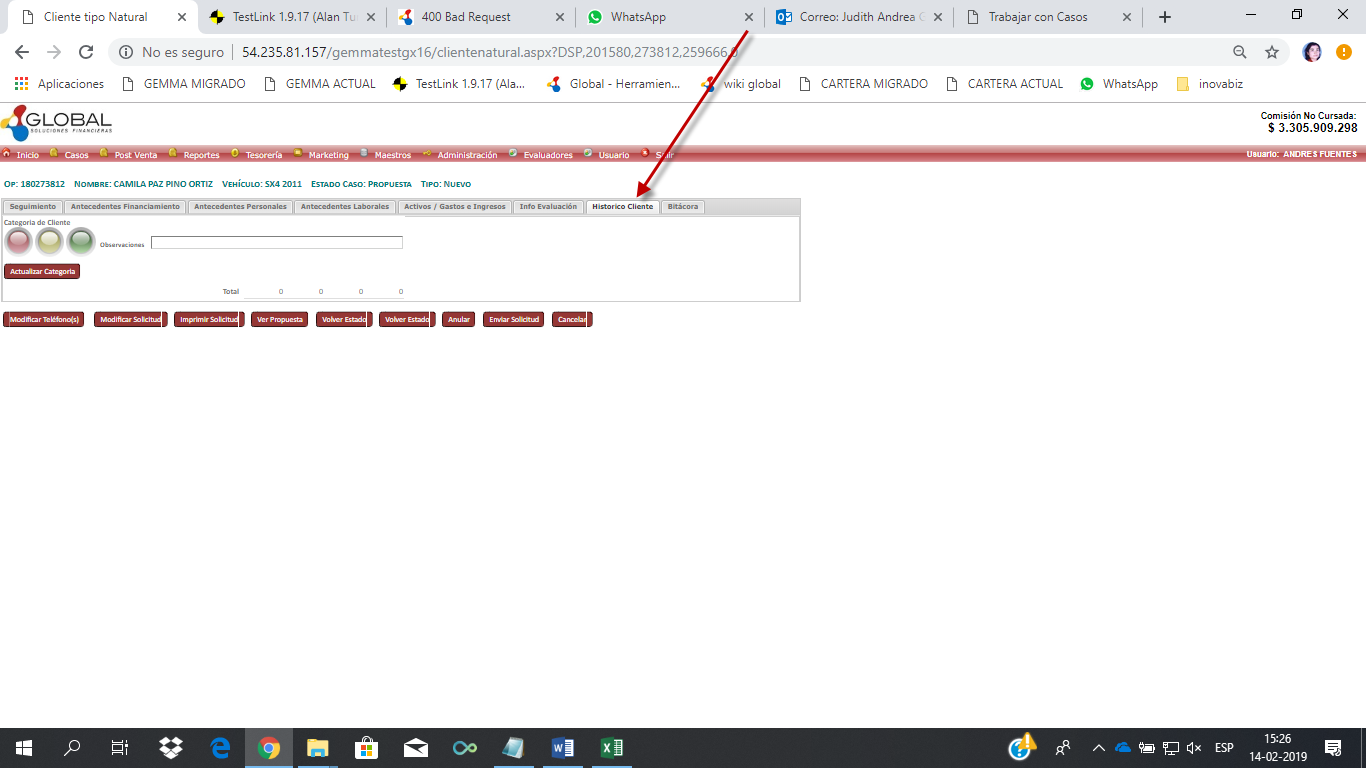 Cliente tipo Natural
TestLink 1.9.17 (Alan Tu
400 Bad Request
WhatsApp
Correo: Judith Andrea G
Trabajar con Casos
No es seguro | 54.235.81.157/gemmatestgx16/clientenatural.aspx?DSP,201580,273812,259666,0
Aplicaciones
GEMMA MIGRADO
GEMMA ACTUAL
TestLink 1.9.17 (Ala...
Global - Herramien...
wiki global
CARTERA MIGRADO
CARTERA ACTUAL
WhatsApp
inovabiz
GLOBAL
SOLUCIONES FINANCIERAS
Comisión No Cursada:
$ 3.305.909.298
Inicio Casos Post Venta Reportes Tesorería Marketing Maestros Administración Evaluadores Usuario Salir
Usuario: ANDRES FUENTES
Op: 180273812 Nombre: CAMILA PAZ PINO ORTIZ Vehículo: SX4 2011 Estado Caso: Propuesta Tipo: Nuevo
Seguimiento Antecedentes Financiamiento Antecedentes Personales Antecedentes Laborales Activos / Gastos e Ingresos Info Evaluación Historico Cliente Bitácora
Categoria de Cliente
Observaciones
Actualizar Categoria
Total 0 0 0 0
Modificar Teléfono(s) Modificar Solicitud Imprimir Solicitud Ver Propuesta Volver Estado Volver Estado Anular Enviar Solicitud Cancelar
ESP
15:26
14-02-2019